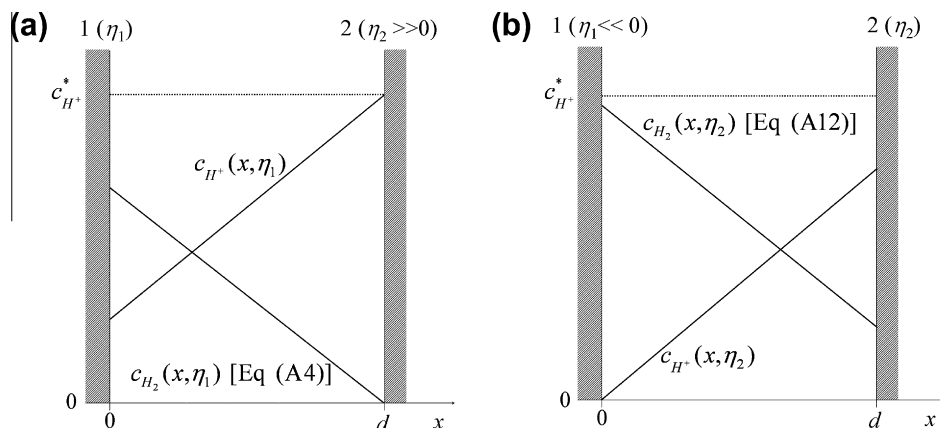 (a)
1 (η₁)
2 (η₂ >>0)
c*H⁺
cH⁺(x,η₁)
cH₂(x,η₁) [Eq (A4)]
0
0
d
x
(b)
1 (η₁<< 0)
2 (η₂)
c*H⁺
cH₂(x,η₂) [Eq (A12)]
cH⁺(x,η₂)
0
0
d
x